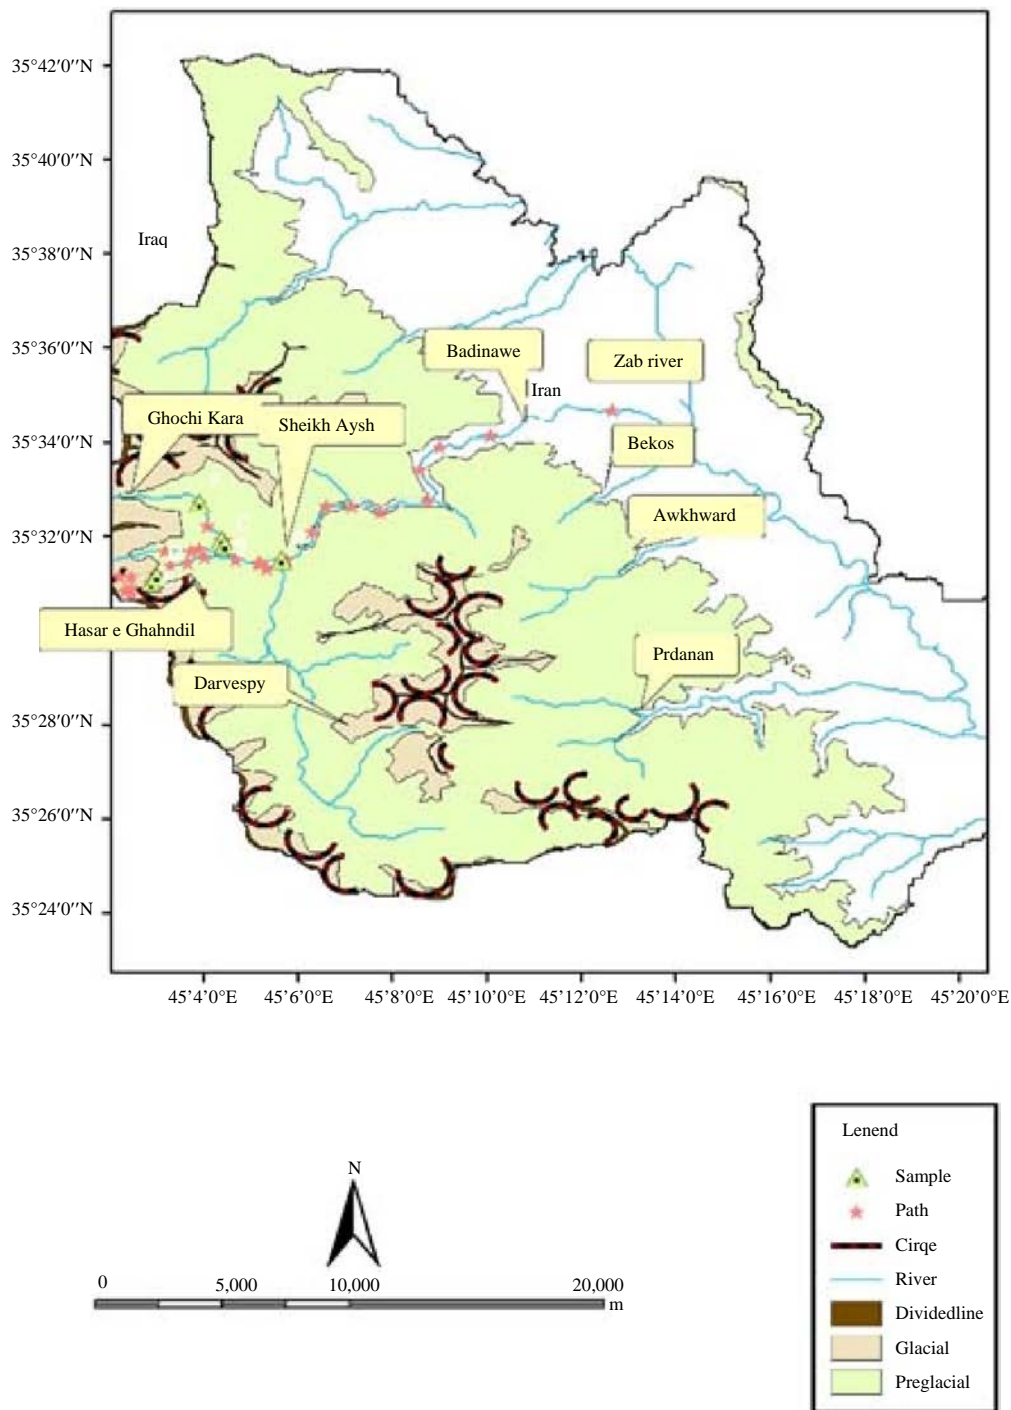 35°42'0''N
35°40'0''N
35°38'0''N
Iraq
35°36'0''N
Badinawe
Zab river
Iran
Ghochi Kara
Sheikh Aysh
35°34'0''N
Bekos
Awkhward
35°32'0''N
Hasar e Ghahndil
Prdanan
Darvespy
35°28'0''N
35°26'0''N
35°24'0''N
45'4'0°E 45'6'0°E 45'8'0°E 45'10'0°E 45'12'0°E 45'14'0°E 45'16'0°E 45'18'0°E 45'20'0°E
Lenend
Sample
Path
Cirqe
River
Dividedline
Glacial
Preglacial
N
0 5,000 10,000 20,000
m